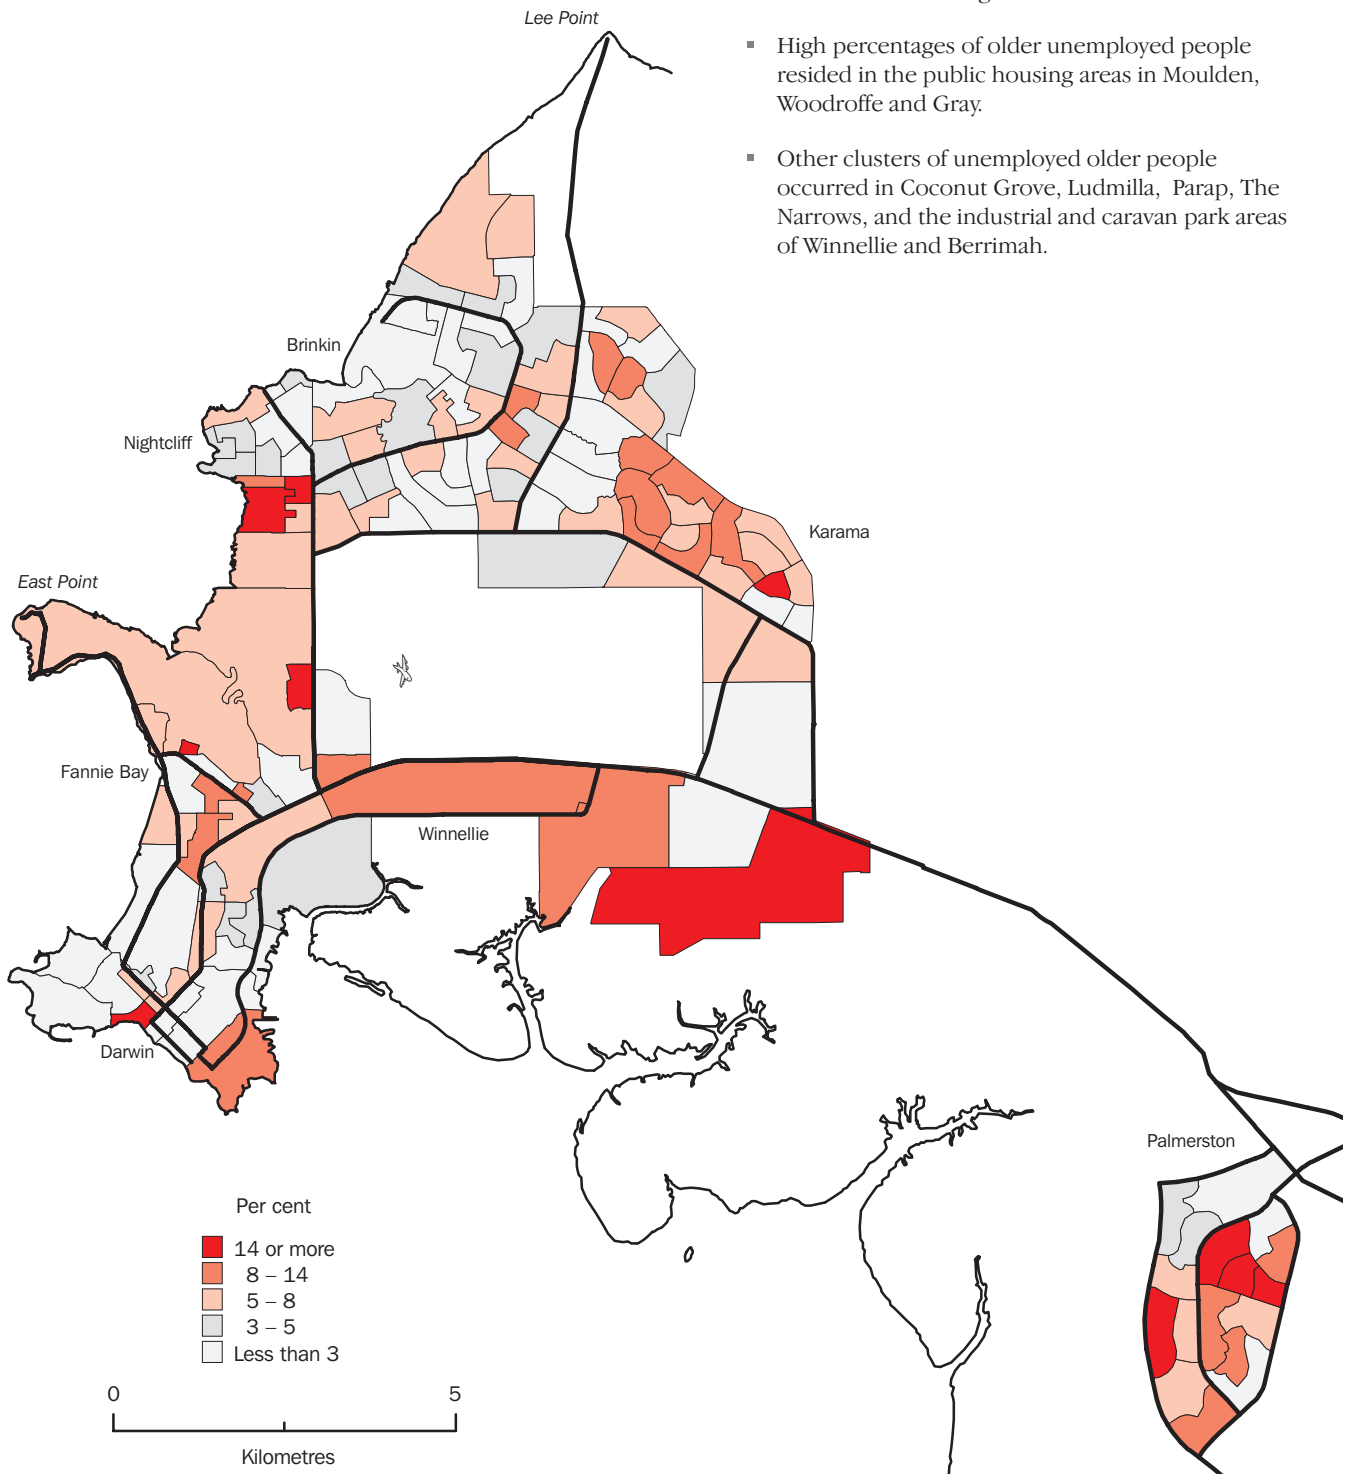 Lee Point
▪ High percentages of older unemployed people
resided in the public housing areas in Moulden,
Woodroffe and Gray.
▪ Other clusters of unemployed older people
occurred in Coconut Grove, Ludmilla, Parap, The
Narrows, and the industrial and caravan park areas
of Winnellie and Berrimah.
Brinkin
Nightcliff
Karama
East Point
Fannie Bay
Winnellie
Darwin
Palmerston
Per cent
14 or more
8 – 14
5 – 8
3 – 5
Less than 3
0 5
Kilometres